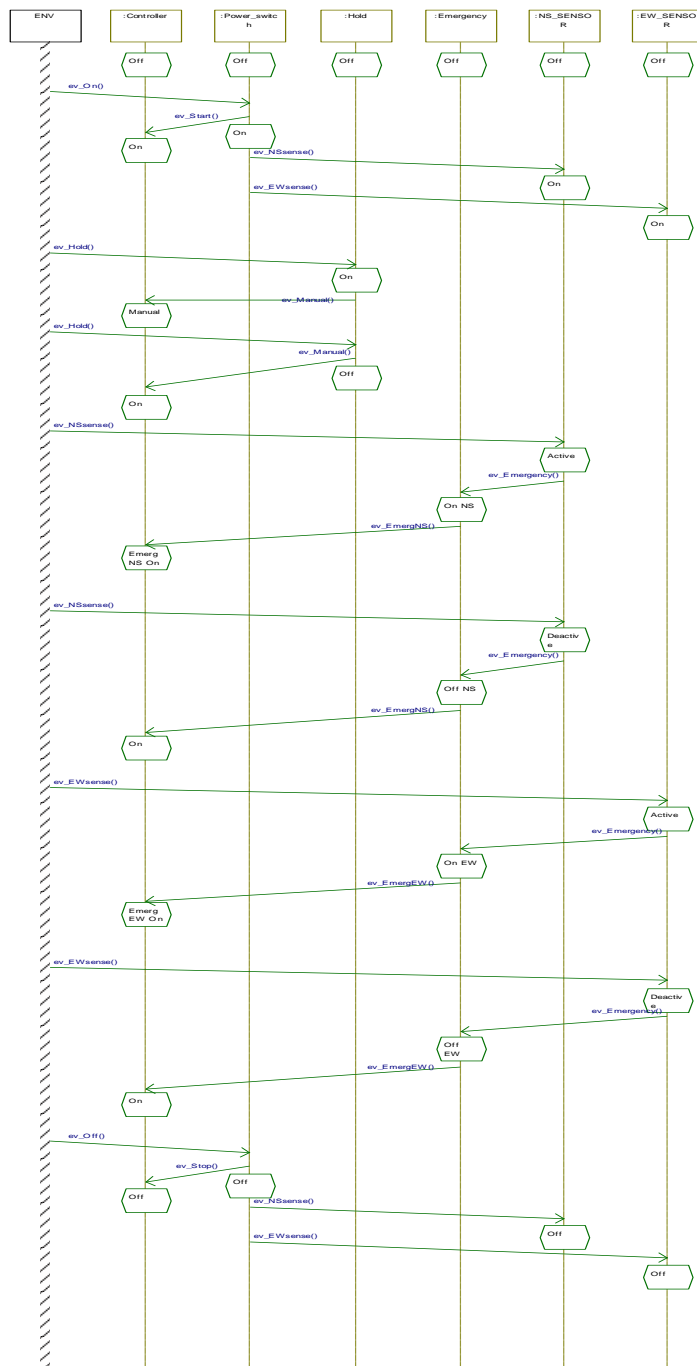 ENV
:Controller
:Power_switc
h
:Hold
:Emergency
:NS_SENSO
R
:EW_SENSO
R
Off
Off
Off
Off
Off
Off
ev_On()
ev_Start()
On
On
ev_NSsense()
On
ev_EWsense()
On
ev_Hold()
On
ev_Manual()
Manual
ev_Hold()
ev_Manual()
Off
On
ev_NSsense()
Active
ev_Emergency()
On NS
ev_EmergNS()
Emerg
NS On
ev_NSsense()
Deactiv
e
ev_Emergency()
Off NS
ev_EmergNS()
On
ev_EWsense()
Active
ev_Emergency()
On EW
ev_EmergEW()
Emerg
EW On
ev_EWsense()
Deactiv
e
ev_Emergency()
Off
EW
ev_EmergEW()
On
ev_Off()
ev_Stop()
Off
Off
ev_NSsense()
Off
ev_EWsense()
Off